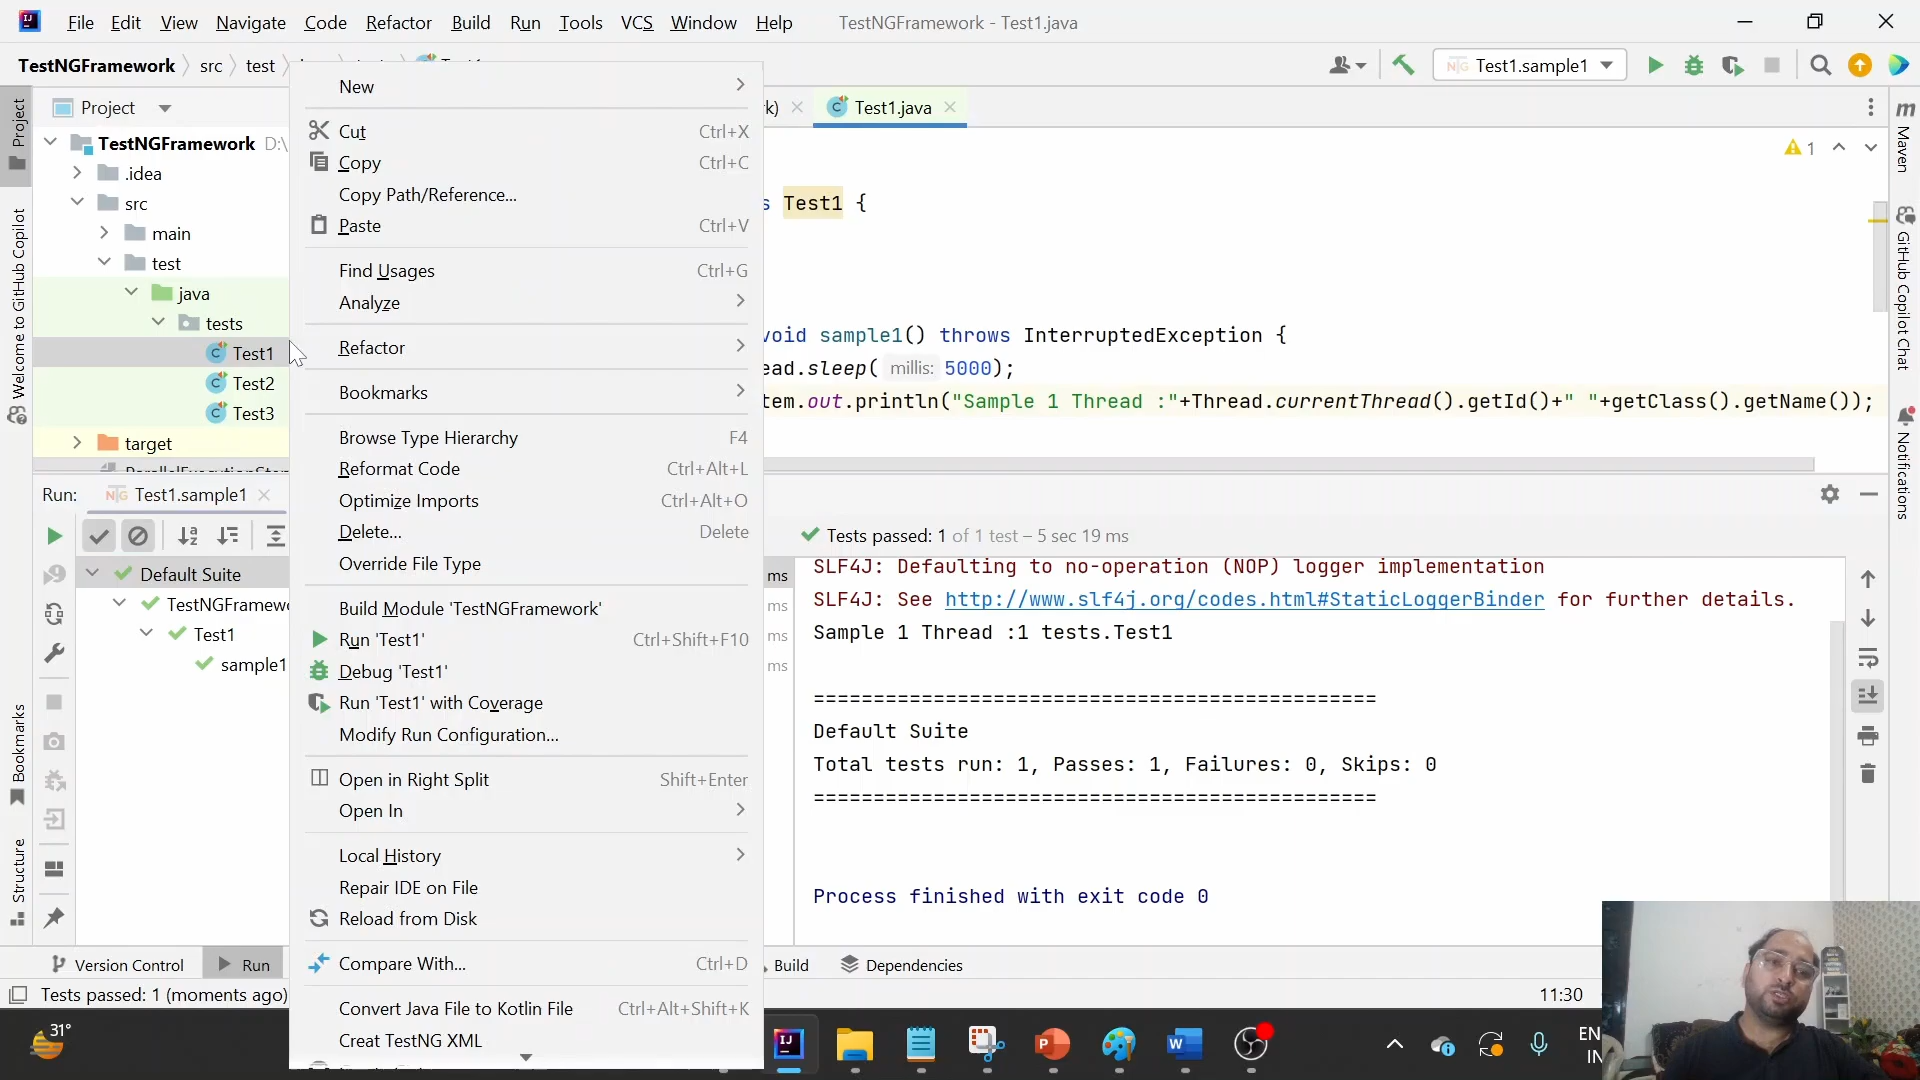 File Edit View Navigate Code Refactor Build Run Tools VCS Window Help TestNGFramework - Test1.java
TestNGFramework src test
Test1.sample1
Project
Test1.java
TestNGFramework D:\
.idea
src
main
test
java
tests
Test1
Test2
Test3
target
New
Cut Ctrl+X
Copy Ctrl+C
Copy Path/Reference...
Paste Ctrl+V
Find Usages Ctrl+G
Analyze
Refactor
Bookmarks
Browse Type Hierarchy F4
Reformat Code Ctrl+Alt+L
Optimize Imports Ctrl+Alt+O
Delete... Delete
Override File Type
Build Module 'TestNGFramework'
Run 'Test1' Ctrl+Shift+F10
Debug 'Test1'
Run 'Test1' with Coverage
Modify Run Configuration...
Open in Right Split Shift+Enter
Open In
Local History
Repair IDE on File
Reload from Disk
Compare With... Ctrl+D
Convert Java File to Kotlin File Ctrl+Alt+Shift+K
Creat TestNG XML
1
Test1 {
void sample1() throws InterruptedException {
ead.sleep( millis: 5000);
tem.out.println("Sample 1 Thread :"+Thread.currentThread().getId()+" "+getClass().getName());
Run: Test1.sample1
Tests passed: 1 of 1 test – 5 sec 19 ms
Default Suite
TestNGFramew
Test1
sample1
ms
ms
ms
ms
SLF4J: Defaulting to no-operation (NOP) logger implementation
SLF4J: See http://www.slf4j.org/codes.html#StaticLoggerBinder for further details.
Sample 1 Thread :1 tests.Test1
===============================================
Default Suite
Total tests run: 1, Passes: 1, Failures: 0, Skips: 0
===============================================
Process finished with exit code 0
Version Control Run Build Dependencies
Tests passed: 1 (moments ago)
11:30
Project
Welcome to GitHub Copilot
Bookmarks
Structure
m
Maven
GitHub Copilot Chat
Notifications
31°
EN
IN